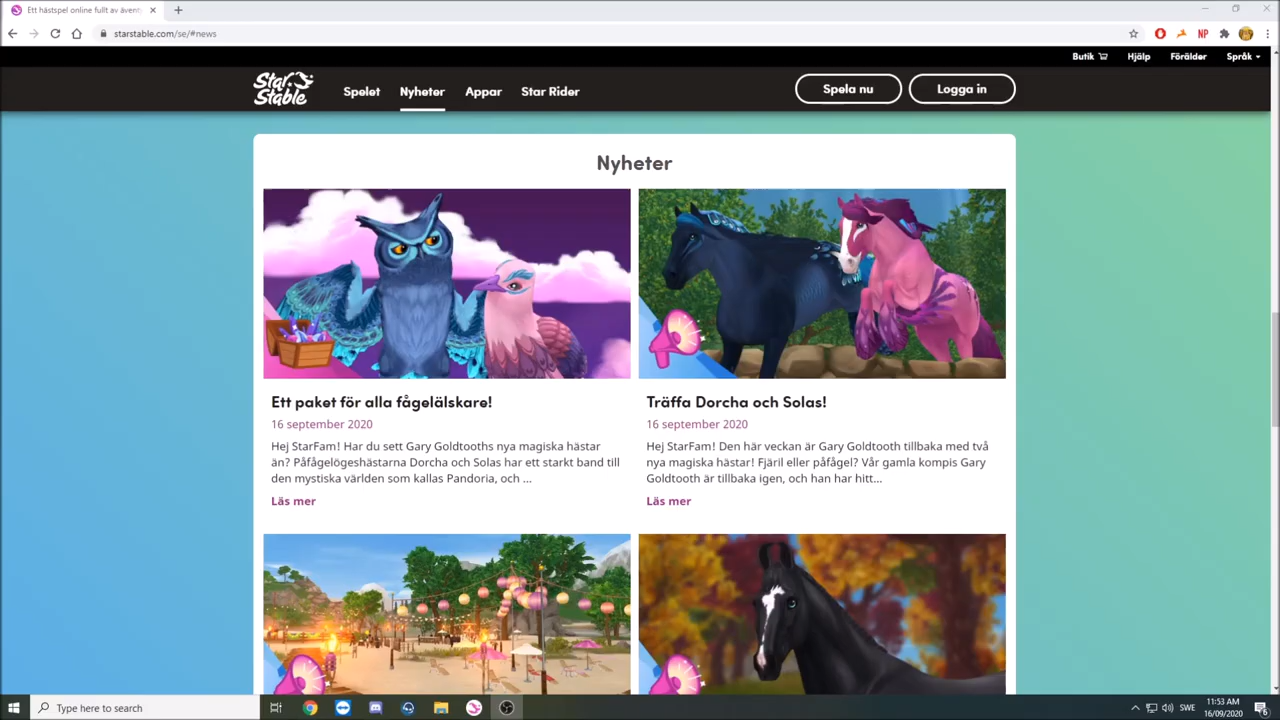 Ett hästspel online fullt av även
starstable.com/se/#news
NP
Butik
Hjälp
Förälder
Språk
Star Stable
Spelet
Nyheter
Appar
Star Rider
Spela nu
Logga in
Nyheter
Ett paket för alla fågelälskare!
16 september 2020
Hej StarFam! Har du sett Gary Goldtooths nya magiska hästar
än? Påfågelögeshästarna Dorcha och Solas har ett starkt band till
den mystiska världen som kallas Pandoria, och ...
Läs mer
Träffa Dorcha och Solas!
16 september 2020
Hej StarFam! Den här veckan är Gary Goldtooth tillbaka med två
nya magiska hästar! Fjäril eller påfågel? Vår gamla kompis Gary
Goldtooth är tillbaka igen, och han har hitt...
Läs mer
Type here to search
SWE
11:53 AM
16/09/2020
6